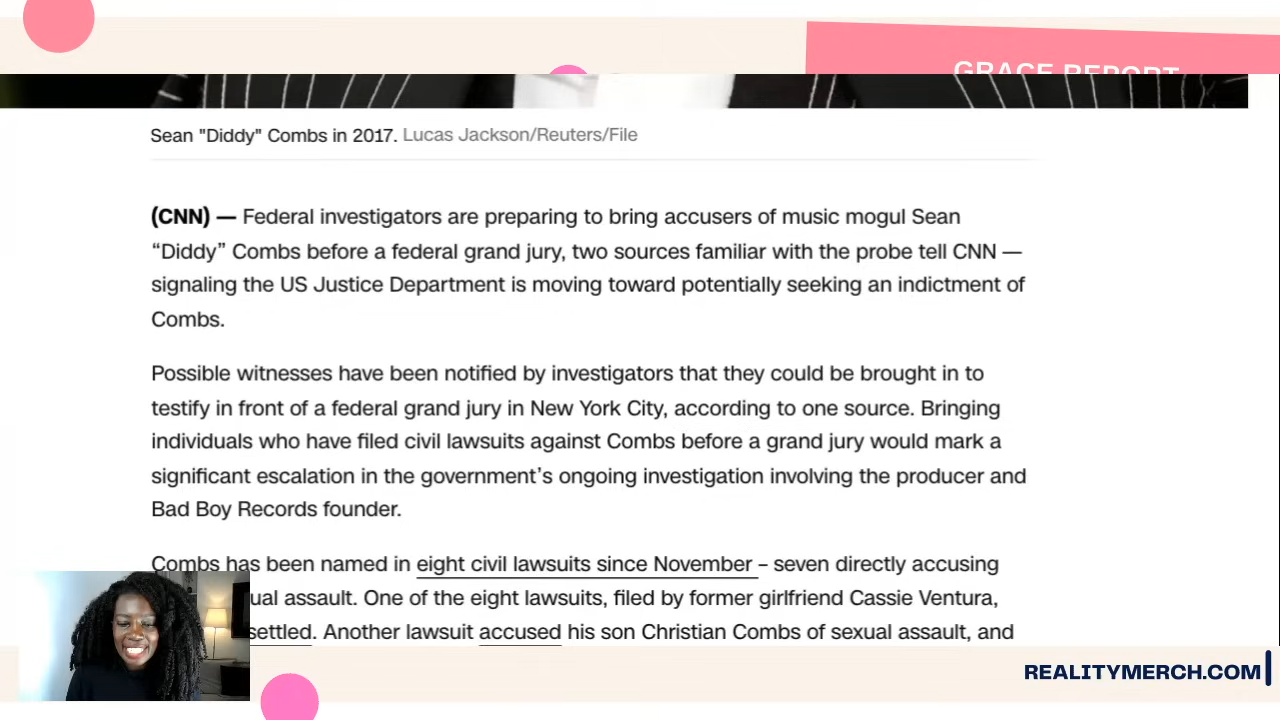 GRACE REPORT
Sean "Diddy" Combs in 2017. Lucas Jackson/Reuters/File
(CNN) — Federal investigators are preparing to bring accusers of music mogul Sean
“Diddy” Combs before a federal grand jury, two sources familiar with the probe tell CNN —
signaling the US Justice Department is moving toward potentially seeking an indictment of
Combs.
Possible witnesses have been notified by investigators that they could be brought in to
testify in front of a federal grand jury in New York City, according to one source. Bringing
individuals who have filed civil lawsuits against Combs before a grand jury would mark a
significant escalation in the government’s ongoing investigation involving the producer and
Bad Boy Records founder.
Combs has been named in eight civil lawsuits since November – seven directly accusing
ual assault. One of the eight lawsuits, filed by former girlfriend Cassie Ventura,
settled. Another lawsuit accused his son Christian Combs of sexual assault, and
REALITYMERCH.COM